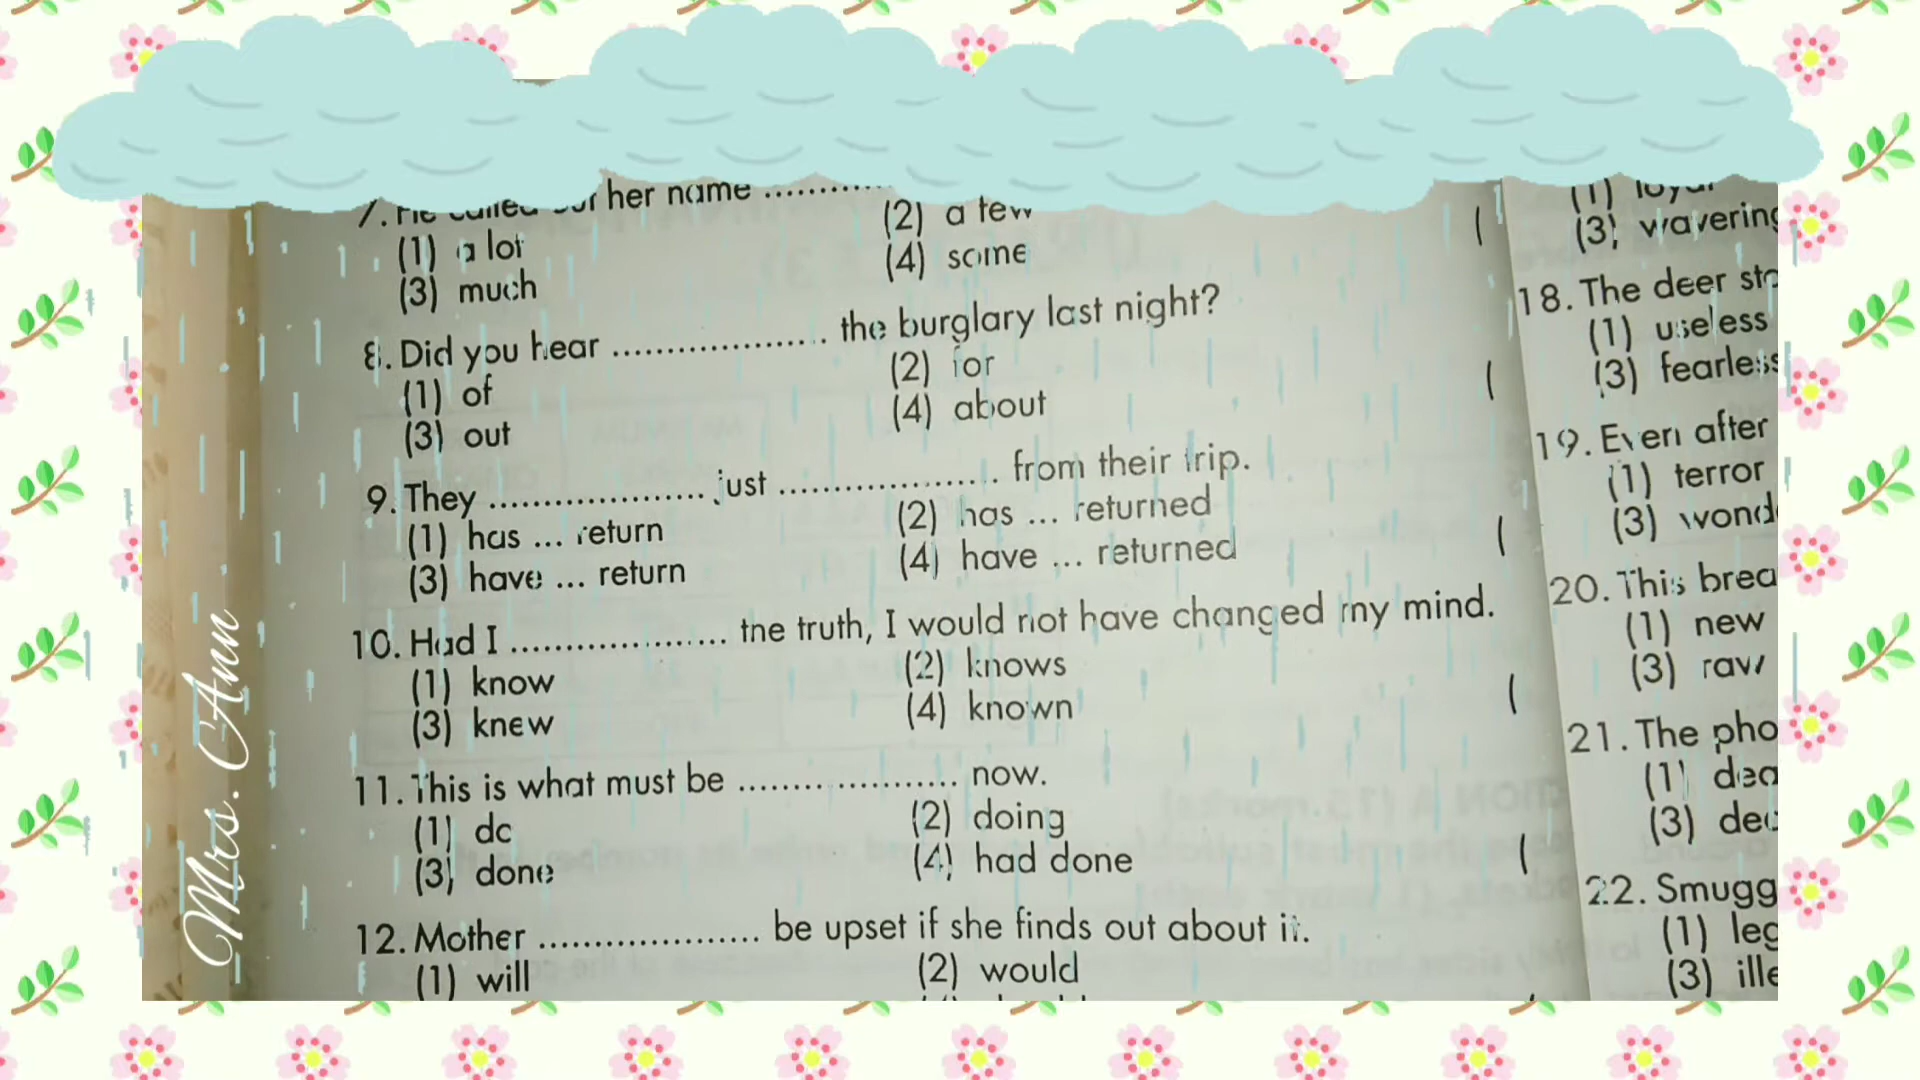 her name ..........
(1) a lot (2) a few
(3) much (4) some (
8. Did you hear .................... the burglary last night?
(1) of (2) for
(3) out (4) about (
9. They .................... just .................... from their trip.
(1) has ... return (2) has ... returned
(3) have ... return (4) have ... returned (
10. Had I .................... the truth, I would not have changed my mind.
(1) know (2) knows
(3) knew (4) known (
11. This is what must be .................... now.
(1) do (2) doing
(3) done (4) had done (
12. Mother .................... be upset if she finds out about it.
(1) will (2) would
(3) wavering
18. The deer
(1) useless
(3) fearless
19. Even after
(1) terror
(3)
20. This
(1) new
(3) raw
21. The
(1)
(3)
22.
(1)
(3)
Mrs. Ann